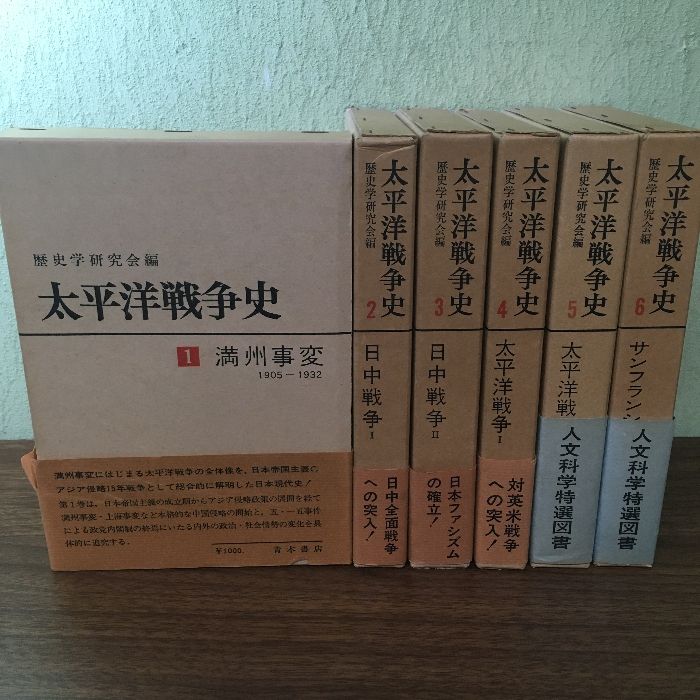 歴史学研究会編
太平洋戦争史
1 満州事変
1905－1932
満州事変にはじまる太平洋戦争の全体像を、日本帝国主義の
アジア侵略15年戦争として総合的に解明した日本現代史！
第1巻は、日本帝国主義の成立期からアジア侵略政策の展開を経て
満州事変・上海事変など本格的な中国侵略の開始と、五・一五事件
による政党内閣制の終焉にいたる内外の政治・社会情勢の変化を具
体的に追究する。
¥1000. 青木書店
太平洋戦争史
歴史学研究会編
2
日中戦争 I
日中全面戦争
への突入！
太平洋戦争史
歴史学研究会編
3
日中戦争 II
日本ファシズム
の確立！
太平洋戦争史
歴史学研究会編
4
太平洋戦争 I
対英米戦争
への突入！
太平洋戦争史
歴史学研究会編
5
太平洋戦
人文科学特選図書
太平洋戦争史
歴史学研究会編
6
サンフラン
人文科学特選図書